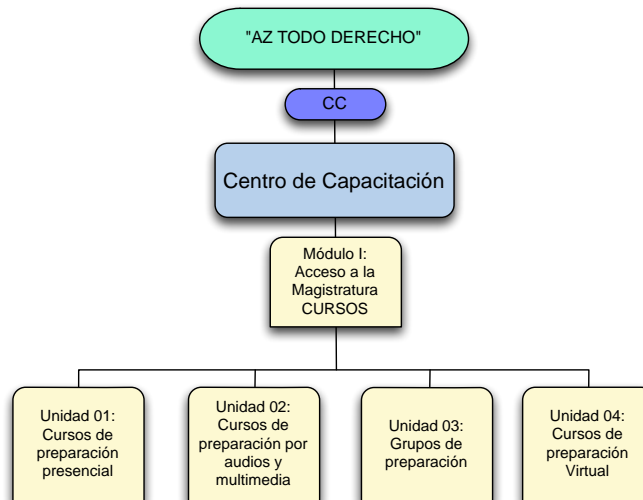 "AZ TODO DERECHO"
CC
Centro de Capacitación
Módulo I:
Acceso a la
Magistratura
CURSOS
Unidad 01:
Cursos de
preparación
presencial
Unidad 02:
Cursos de
preparación por
audios y
multimedia
Unidad 03:
Grupos de
preparación
Unidad 04:
Cursos de
preparación
Virtual